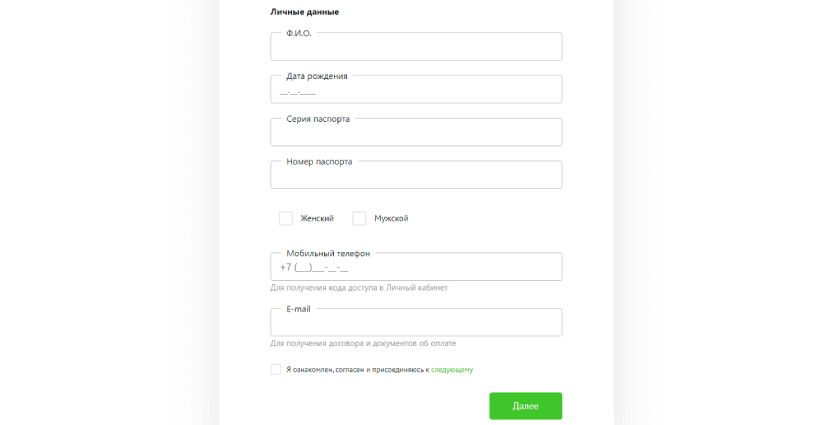 Личные данные
Ф.И.О.
Дата рождения
__.__.____
Серия паспорта
Номер паспорта
Женский Мужской
Мобильный телефон
+7 (___)___-__-__
Для получения кода доступа в Личный кабинет
E-mail
Для получения договора и документов об оплате
Я ознакомлен, согласен и присоединяюсь к следующему
Далее